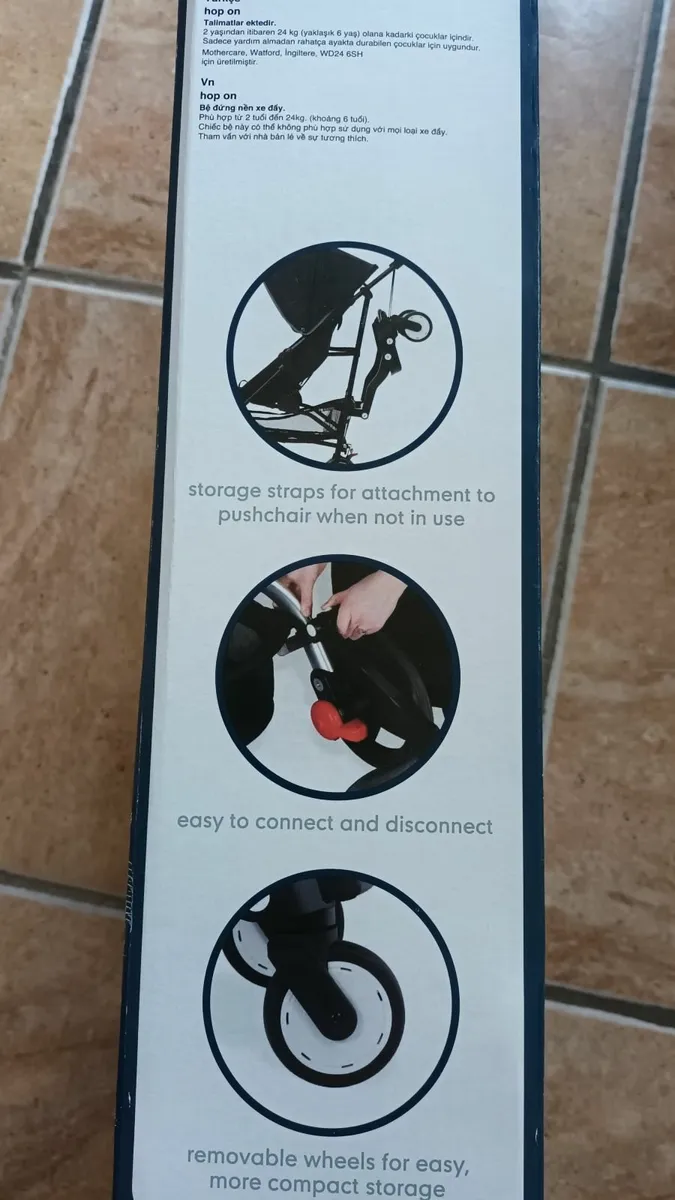 Türkçe
hop on
Talimatlar ektedir.
2 yaşından itibaren 24 kg (yaklaşık 6 yaş) olana kadarki çocuklar içindir.
Sadece yardım almadan rahatça ayakta durabilen çocuklar için uygundur.
Mothercare, Watford, İngiltere, WD24 6SH
için üretilmiştir.
Vn
hop on
Bệ đứng nền xe đẩy.
Phù hợp từ 2 tuổi đến 24kg. (khoảng 6 tuổi).
Chiếc bệ này có thể không phù hợp sử dụng với mọi loại xe đẩy.
Tham vấn với nhà bán lẻ về sự tương thích.
storage straps for attachment to
pushchair when not in use
easy to connect and disconnect
removable wheels for easy,
more compact storage